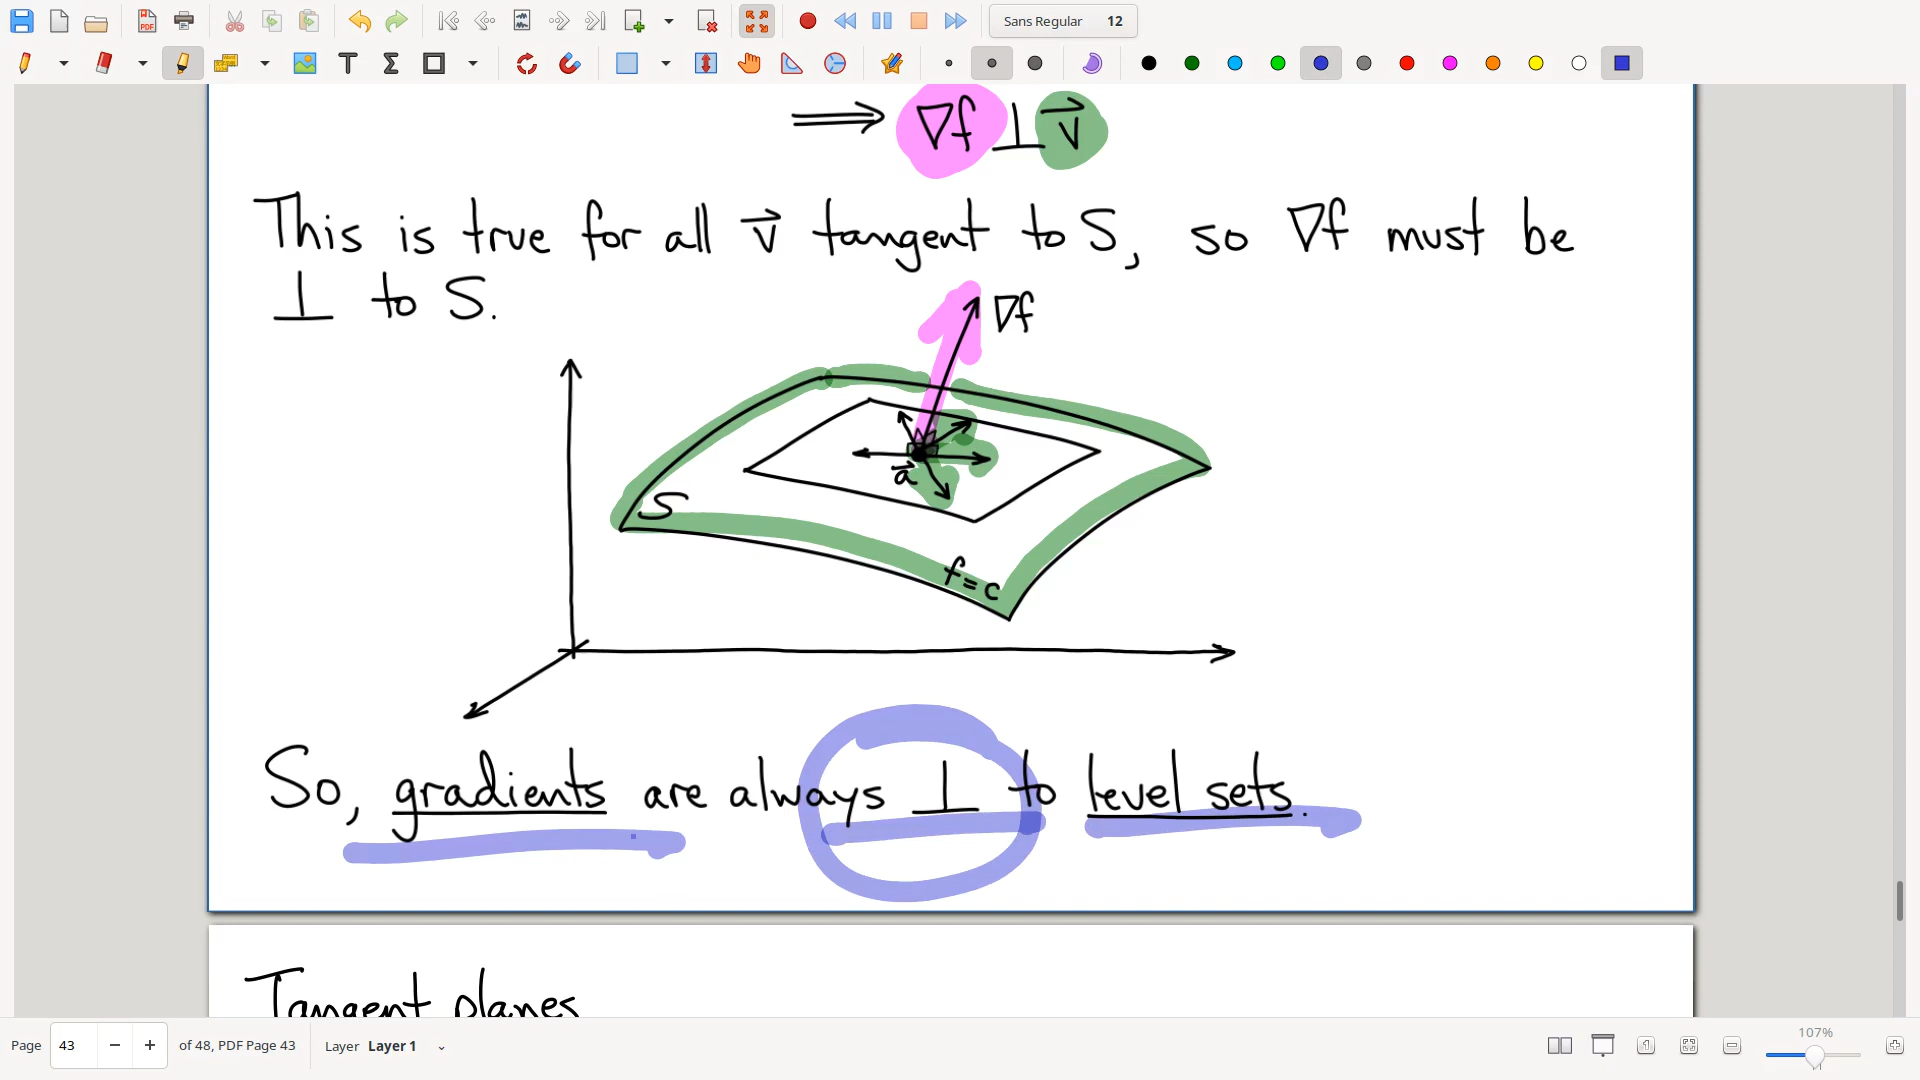 Sans Regular 12
⟹ ∇f ⊥ v⃗
This is true for all v⃗ tangent to S, so ∇f must be
⊥ to S.
∇f
a⃗
S
f=c
So, gradients are always ⊥ to level sets.
Tangent planes
Page 43 of 48, PDF Page 43 Layer Layer 1 107%